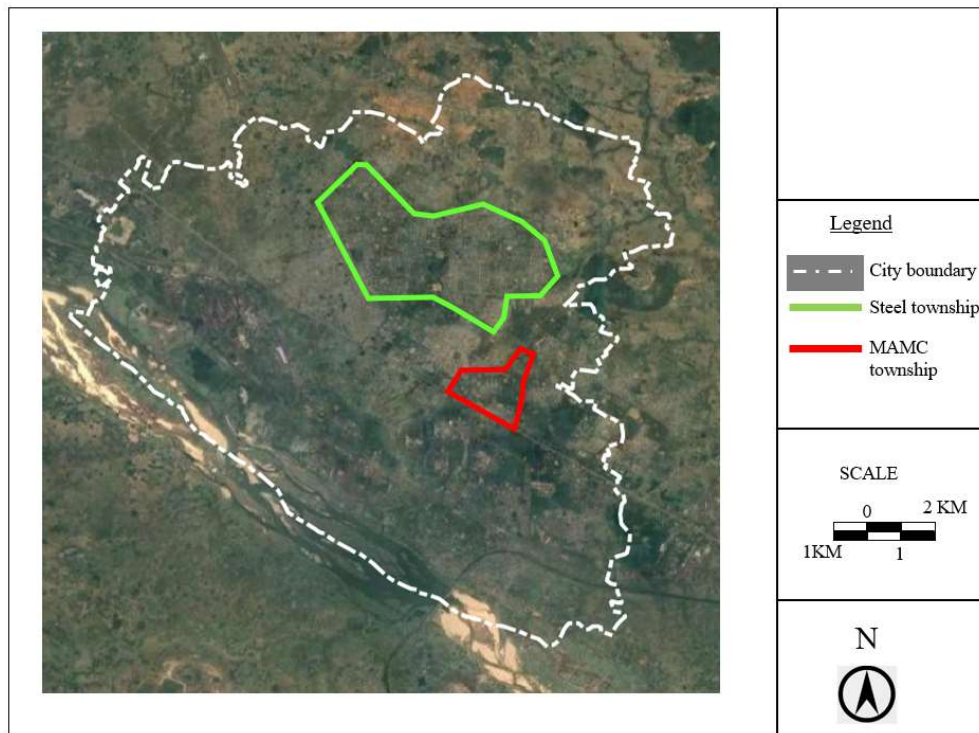 Legend
City boundary
Steel township
MAMC
township
SCALE
0 2 KM
1KM 1
N